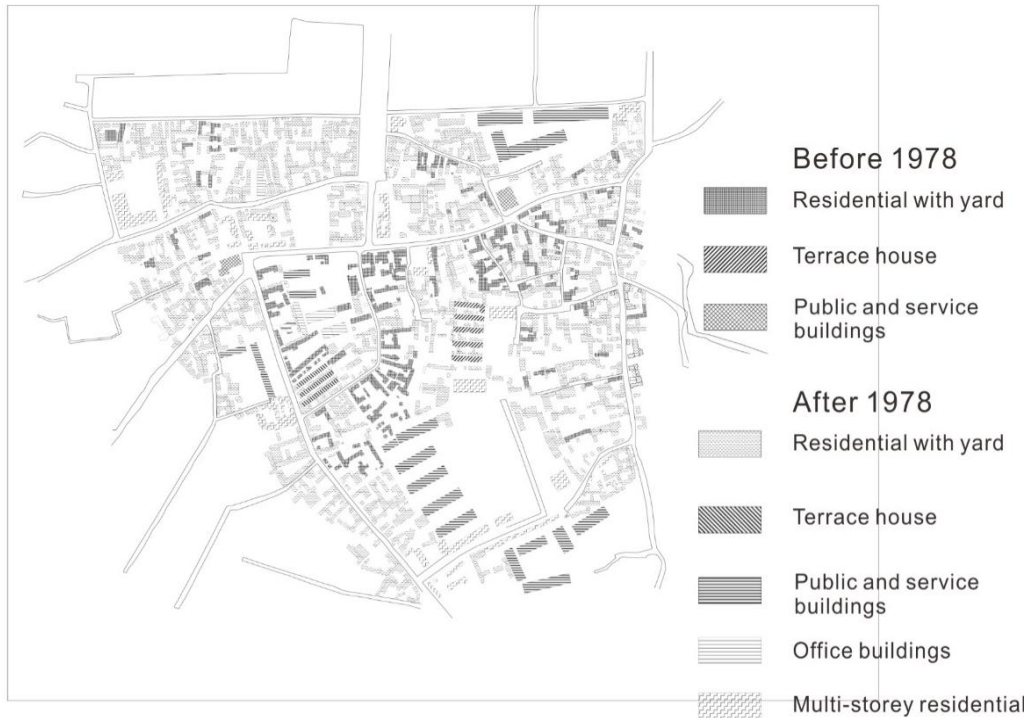 Before 1978
Residential with yard
Terrace house
Public and service
buildings
After 1978
Residential with yard
Terrace house
Public and service
buildings
Office buildings
Multi-storey residential